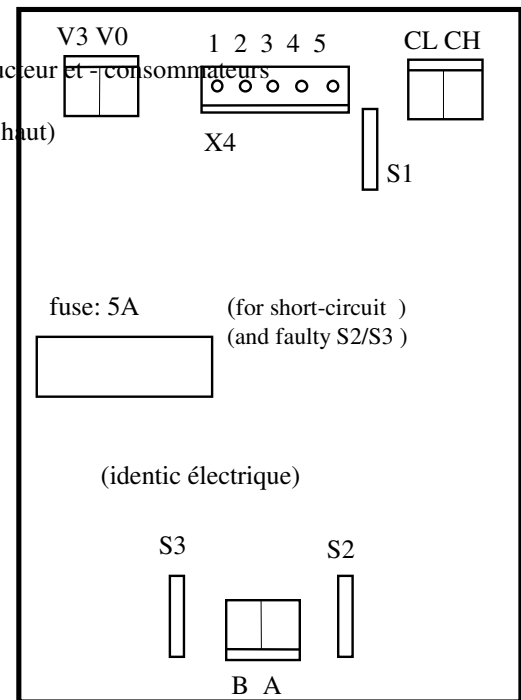 V3 V0
1 2 3 4 5
CL CH
et - consommateurs
haut)
X4
S1
fuse: 5A
(for short-circuit )
(and faulty S2/S3 )
(identic électrique)
S3
S2
B A